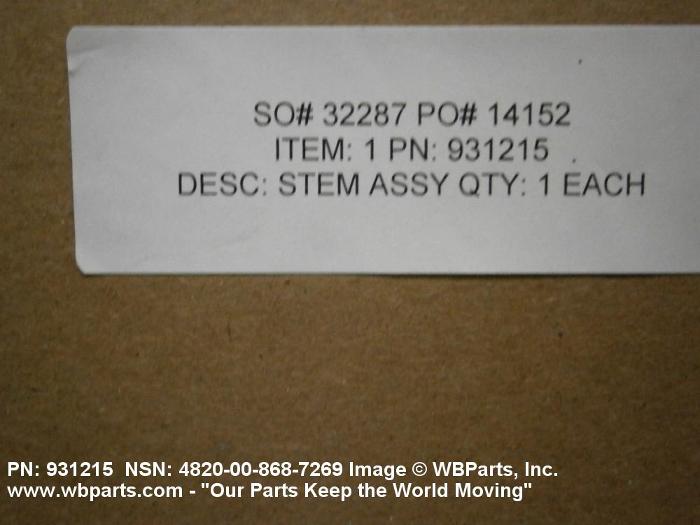 SO# 32287 PO# 14152
ITEM: 1 PN: 931215
DESC: STEM ASSY QTY: 1 EACH
PN: 931215 NSN: 4820-00-868-7269 Image © WBParts, Inc.
www.wbparts.com - "Our Parts Keep the World Moving"